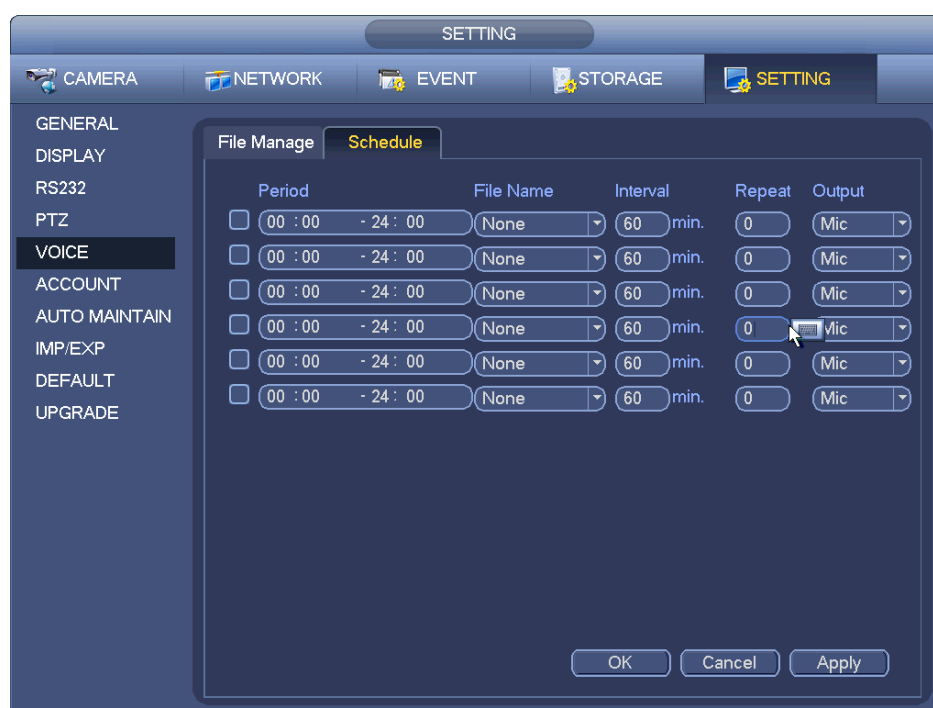 SETTING
CAMERA NETWORK EVENT STORAGE SETTING
GENERAL
DISPLAY
RS232
PTZ
VOICE
ACCOUNT
AUTO MAINTAIN
IMP/EXP
DEFAULT
UPGRADE
File Manage Schedule
Period File Name Interval Repeat Output
00 : 00 - 24 : 00 None 60 min. 0 Mic
00 : 00 - 24 : 00 None 60 min. 0 Mic
00 : 00 - 24 : 00 None 60 min. 0 Mic
00 : 00 - 24 : 00 None 60 min. 0 Mic
00 : 00 - 24 : 00 None 60 min. 0 Mic
00 : 00 - 24 : 00 None 60 min. 0 Mic
OK Cancel Apply